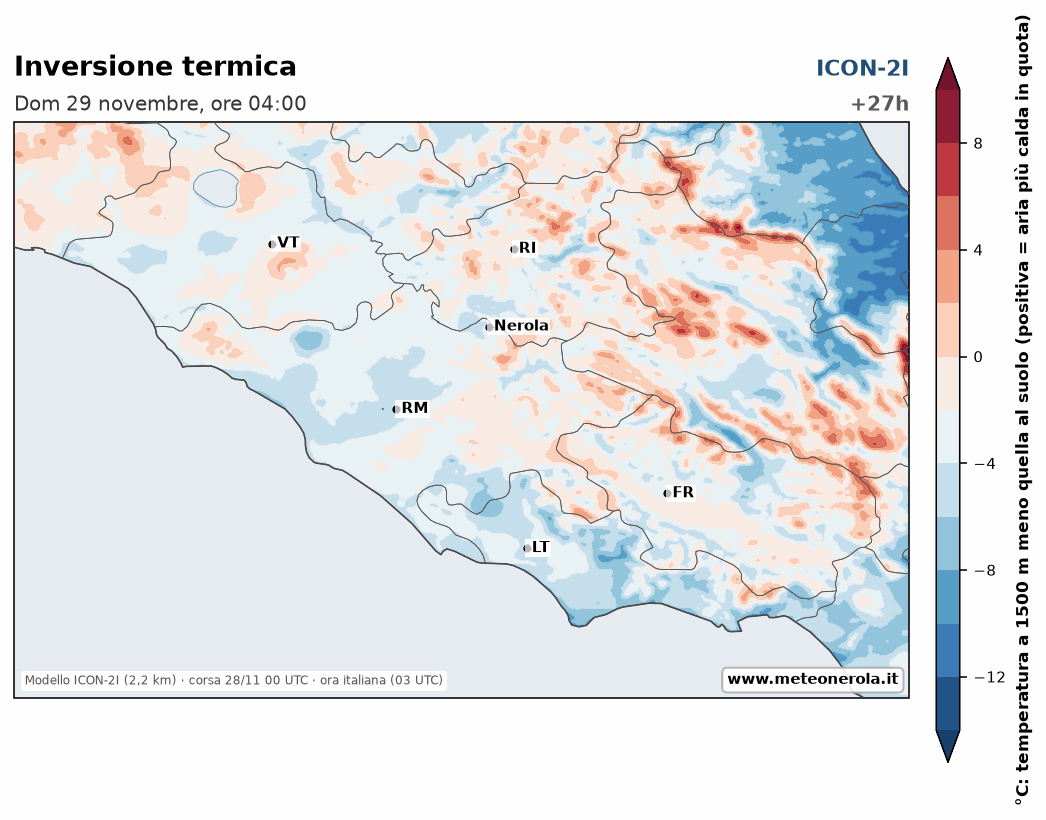 Inversione termica
ICON-2I
Dom 29 novembre, ore 04:00
+27h
VT
RI
Nerola
RM
FR
LT
Modello ICON-2I (2,2 km) · corsa 28/11 00 UTC · ora italiana (03 UTC)
www.meteonerola.it
8
4
0
−4
−8
−12
°C: temperatura a 1500 m meno quella al suolo (positiva = aria più calda in quota)